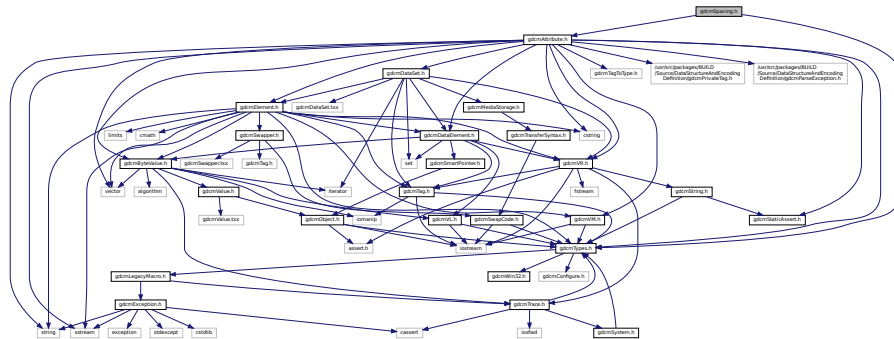 gdcmSpacing.h
gdcmAttribute.h
gdcmDataSet.h
gdcmTagToType.h
/usr/src/packages/BUILD
/Source/DataStructureAndEncoding
Definition/gdcmPrivateTag.h
/usr/src/packages/BUILD
/Source/DataStructureAndEncoding
Definition/gdcmParseException.h
gdcmElement.h
gdcmDataSet.txx
gdcmMediaStorage.h
limits
cmath
gdcmSwapper.h
gdcmDataElement.h
gdcmTransferSyntax.h
cstring
gdcmByteValue.h
gdcmSwapper.txx
gdcmTag.h
set
gdcmSmartPointer.h
gdcmVR.h
vector
algorithm
gdcmValue.h
iterator
gdcmTag.h
fstream
gdcmString.h
gdcmValue.txx
gdcmObject.h
iomanip
gdcmVL.h
gdcmSwapCode.h
gdcmVM.h
gdcmStaticAssert.h
assert.h
iostream
gdcmTypes.h
gdcmLegacyMacro.h
gdcmWin32.h
gdcmConfigure.h
gdcmException.h
gdcmTrace.h
string
sstream
exception
stdexcept
cstdlib
cassert
iosfwd
gdcmSystem.h